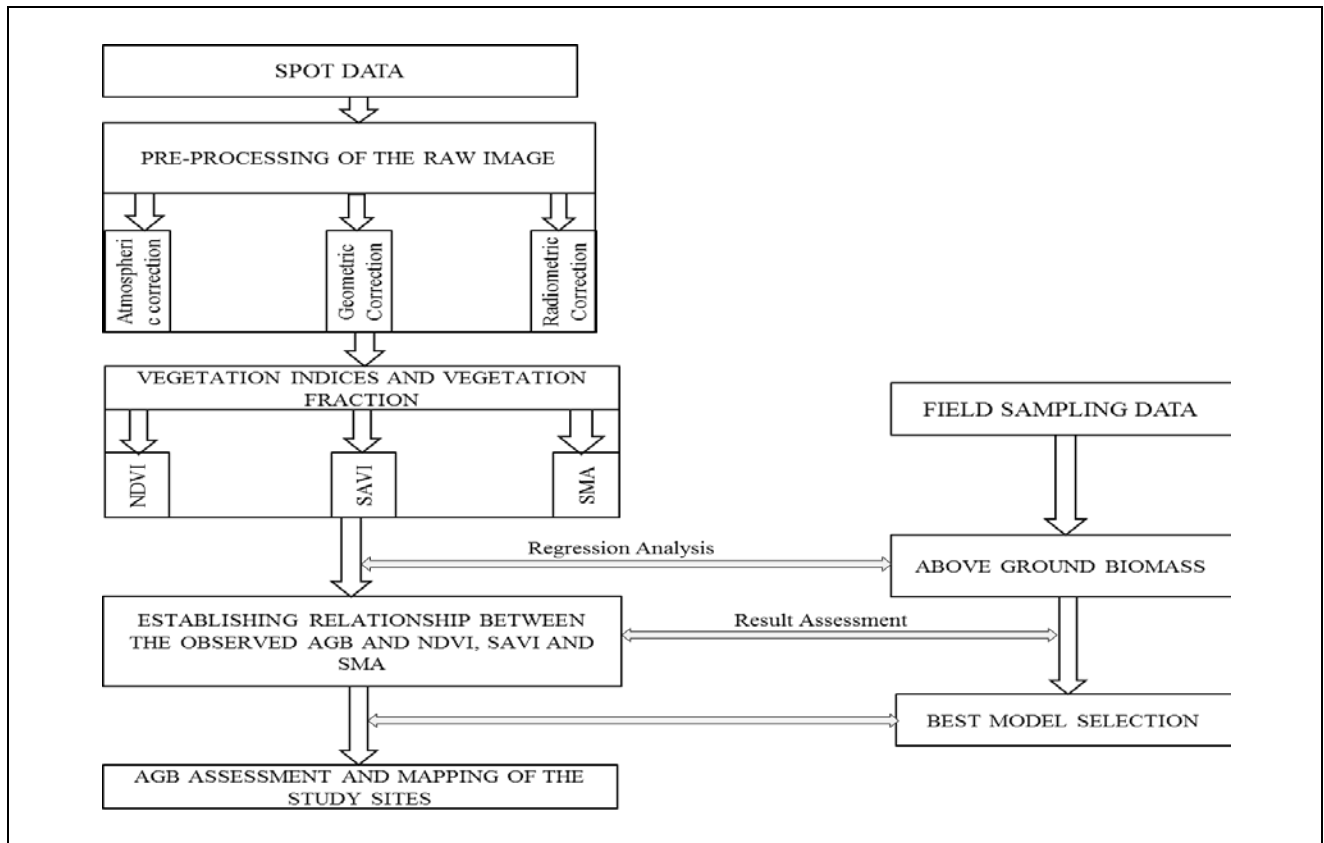 SPOT DATA
PRE-PROCESSING OF THE RAW IMAGE
Atmospheri
c correction
Geometric
Correction
Radiometric
Correction
VEGETATION INDICES AND VEGETATION
FRACTION
NDVI
SAVI
SMA
FIELD SAMPLING DATA
Regression Analysis
ABOVE GROUND BIOMASS
ESTABLISHING RELATIONSHIP BETWEEN
THE OBSERVED AGB AND NDVI, SAVI AND
SMA
Result Assessment
BEST MODEL SELECTION
AGB ASSESSMENT AND MAPPING OF THE
STUDY SITES